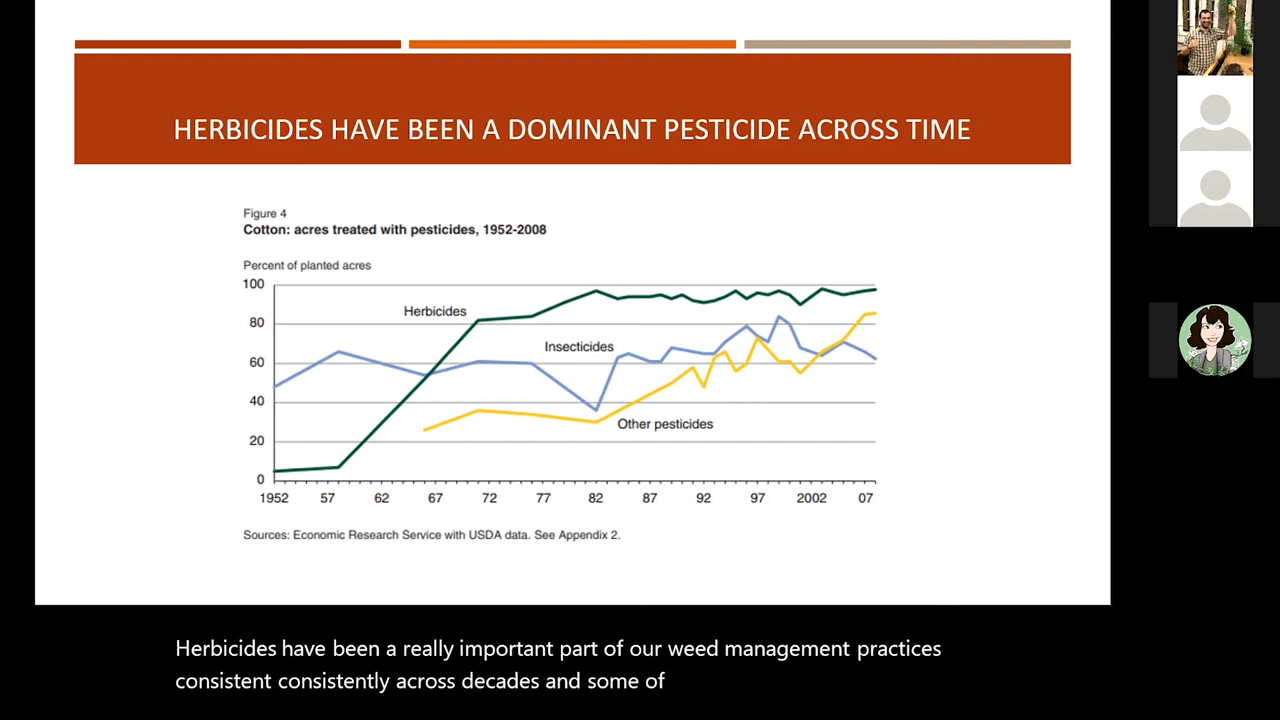 HERBICIDES HAVE BEEN A DOMINANT PESTICIDE ACROSS TIME
Figure 4
Cotton: acres treated with pesticides, 1952-2008
Percent of planted acres
100
80
60
40
20
0
Herbicides
Insecticides
Other pesticides
1952 57 62 67 72 77 82 87 92 97 2002 07
Sources: Economic Research Service with USDA data. See Appendix 2.
Herbicides have been a really important part of our weed management practices
consistent consistently across decades and some of